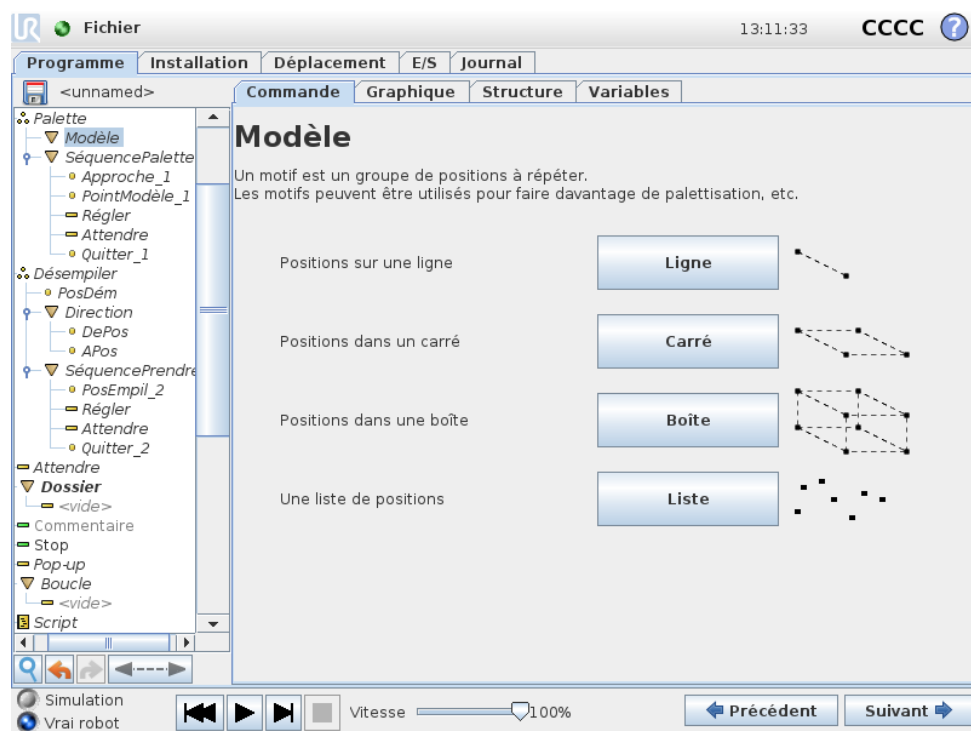 UR Fichier 13:11:33 CCCC ?
Programme Installation Déplacement E/S Journal
<unnamed>
Commande Graphique Structure Variables
Palette
Modèle
SéquencePalette
Approche_1
PointModèle_1
Régler
Attendre
Quitter_1
Désempiler
PosDém
Direction
DePos
APos
SéquencePrendre
PosEmpil_2
Régler
Attendre
Quitter_2
Attendre
Dossier
<vide>
Commentaire
Stop
Pop-up
Boucle
<vide>
Script
Modèle
Un motif est un groupe de positions à répéter.
Les motifs peuvent être utilisés pour faire davantage de palettisation, etc.
Positions sur une ligne Ligne
Positions dans un carré Carré
Positions dans une boîte Boîte
Une liste de positions Liste
Simulation
Vrai robot
Vitesse 100%
Précédent Suivant